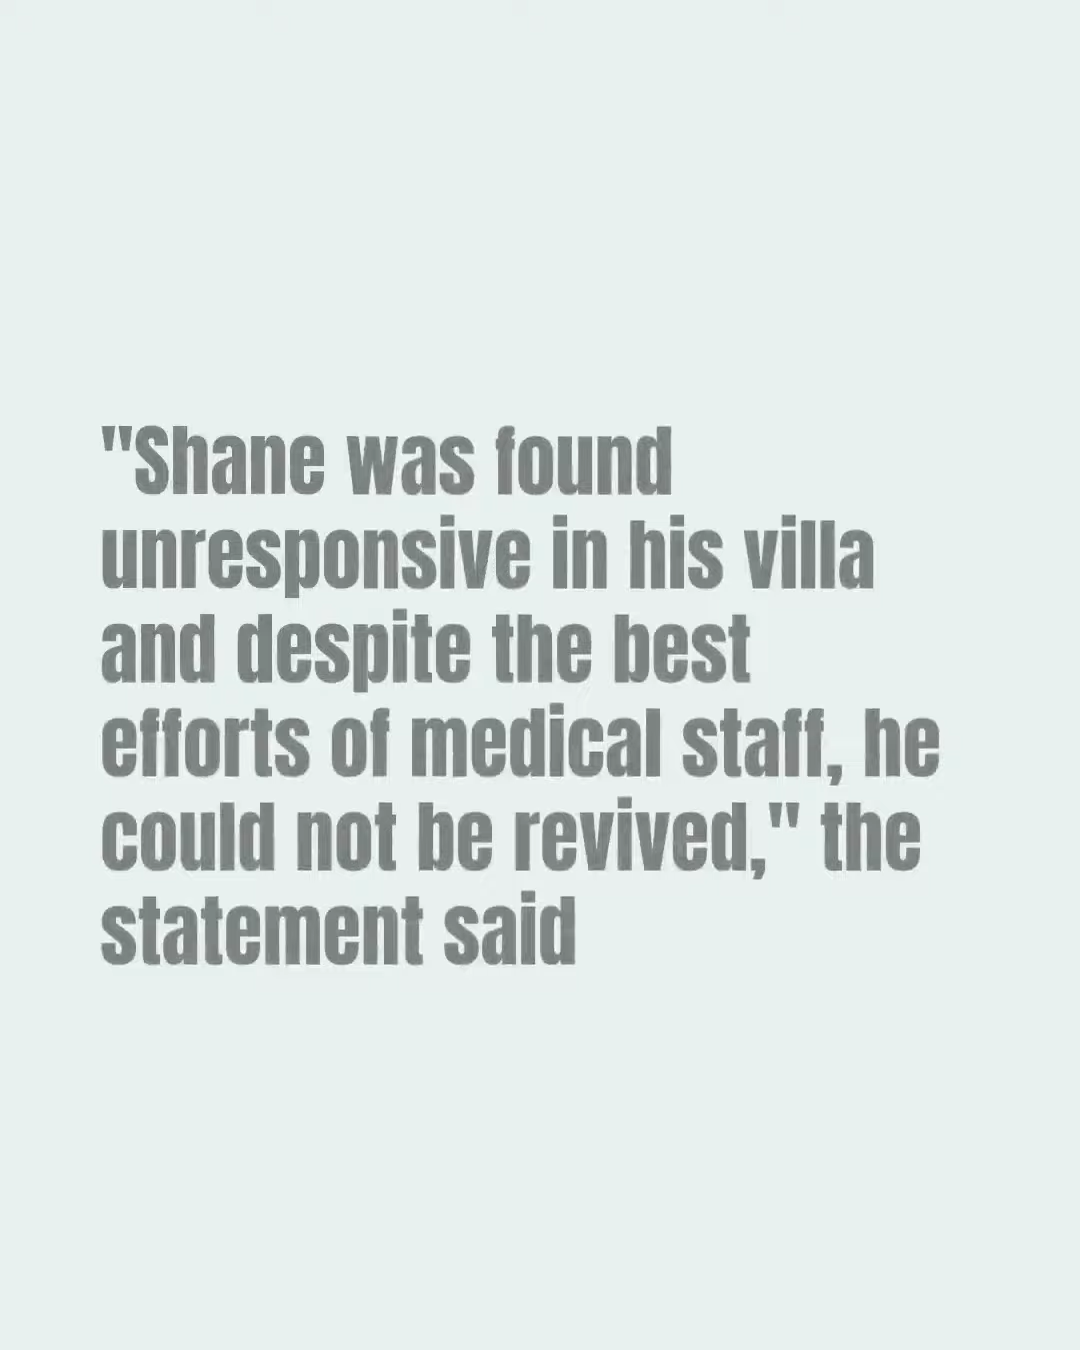 "Shane was found
unresponsive in his villa
and despite the best
efforts of medical staff, he
could not be revived," the
statement said